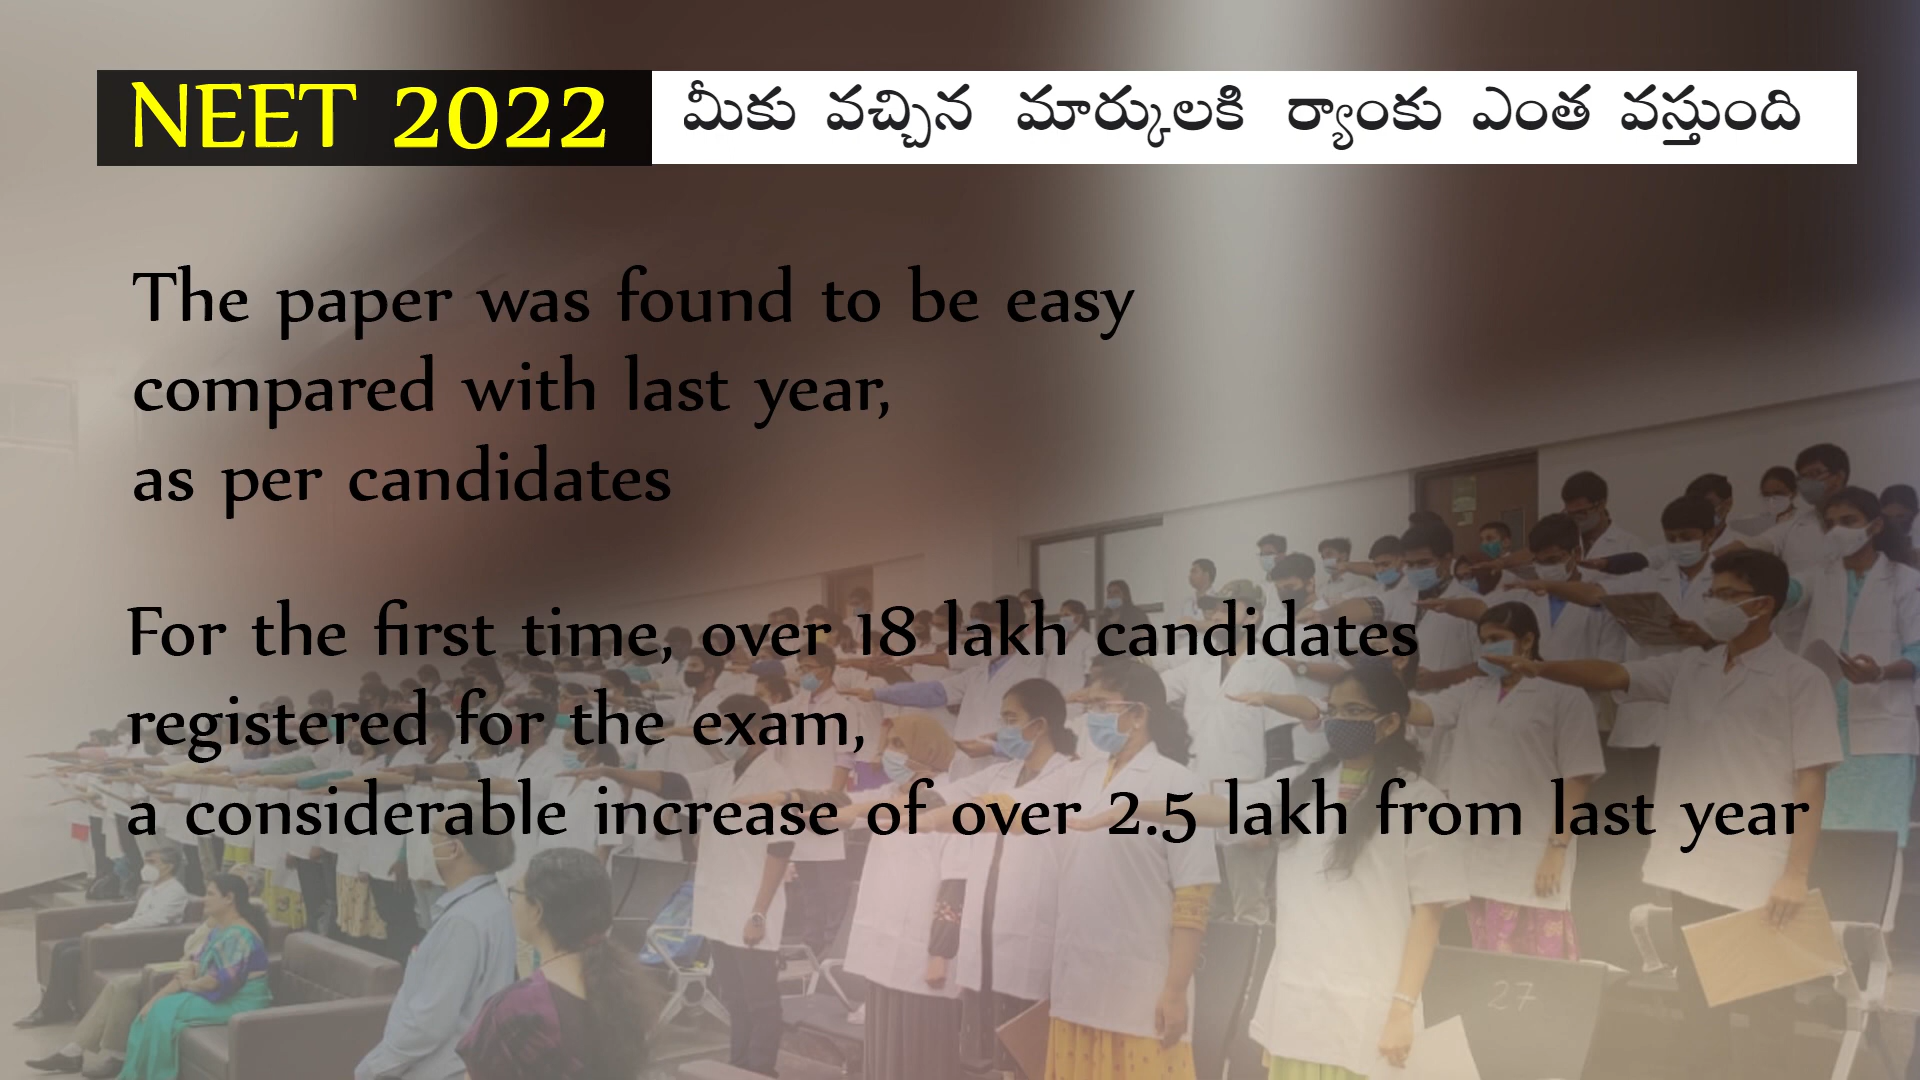 NEET 2022 మీకు వచ్చిన మార్కులకి ర్యాంకు ఎంత వస్తుంది
The paper was found to be easy
compared with last year,
as per candidates
For the first time, over 18 lakh candidates
registered for the exam,
a considerable increase of over 2.5 lakh from last year
27